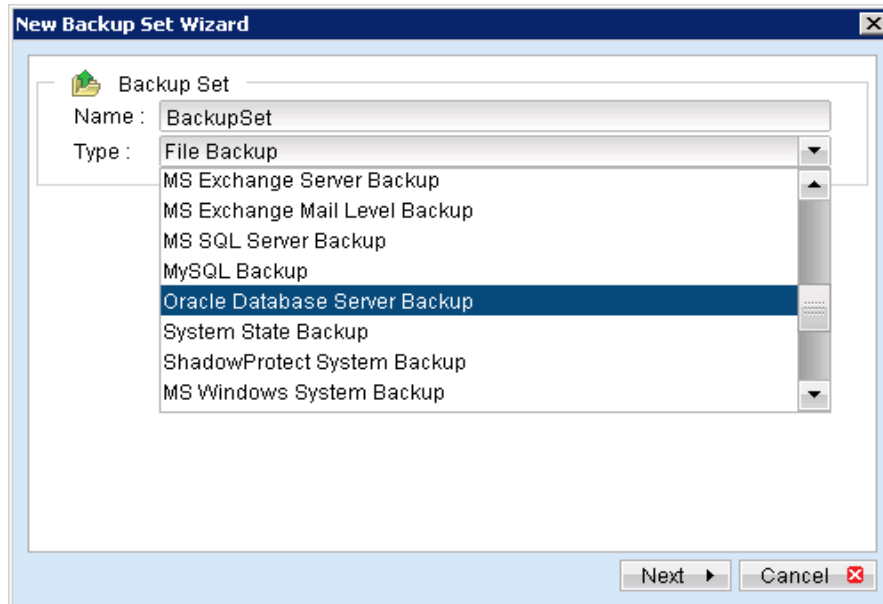 New Backup Set Wizard
Backup Set
Name : BackupSet
Type : File Backup
MS Exchange Server Backup
MS Exchange Mail Level Backup
MS SQL Server Backup
MySQL Backup
Oracle Database Server Backup
System State Backup
ShadowProtect System Backup
MS Windows System Backup
Next Cancel